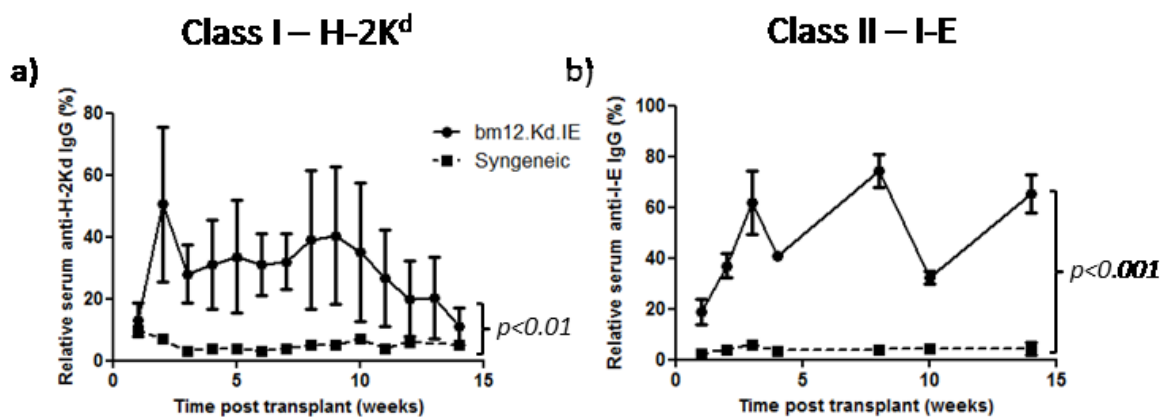 Class I – H-2Kᵈ
Class II – I-E
a)
b)
Relative serum anti-H-2Kd IgG (%)
80
60
40
20
0
0
5
10
15
Time post transplant (weeks)
bm12.Kd.IE
Syngeneic
p<0.01
Relative serum anti-I-E IgG (%)
100
80
60
40
20
0
0
5
10
15
Time post transplant (weeks)
p<0.001